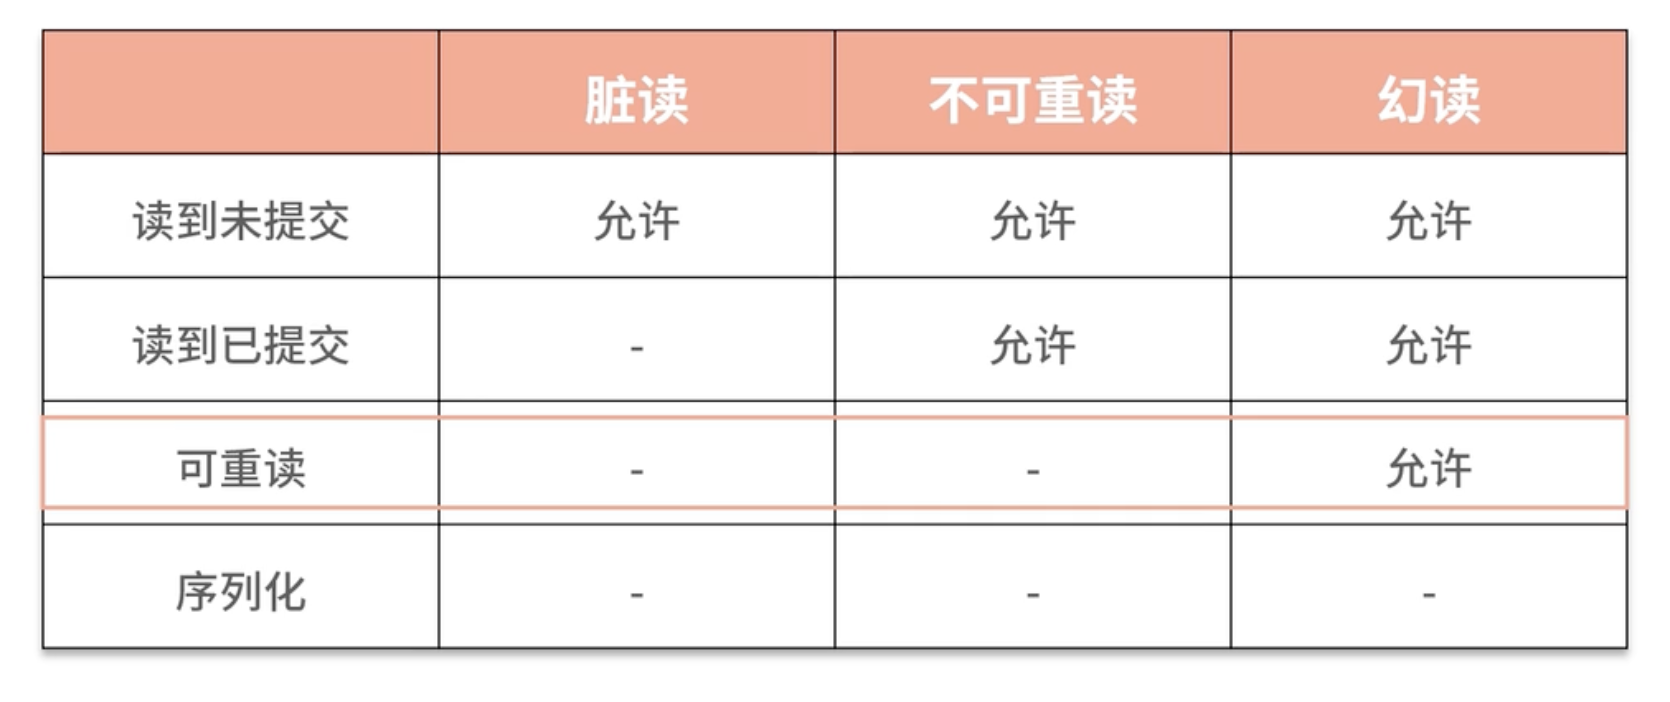 脏读 不可重读 幻读
读到未提交 允许 允许 允许
读到已提交 - 允许 允许
可重读 - - 允许
序列化 - - -